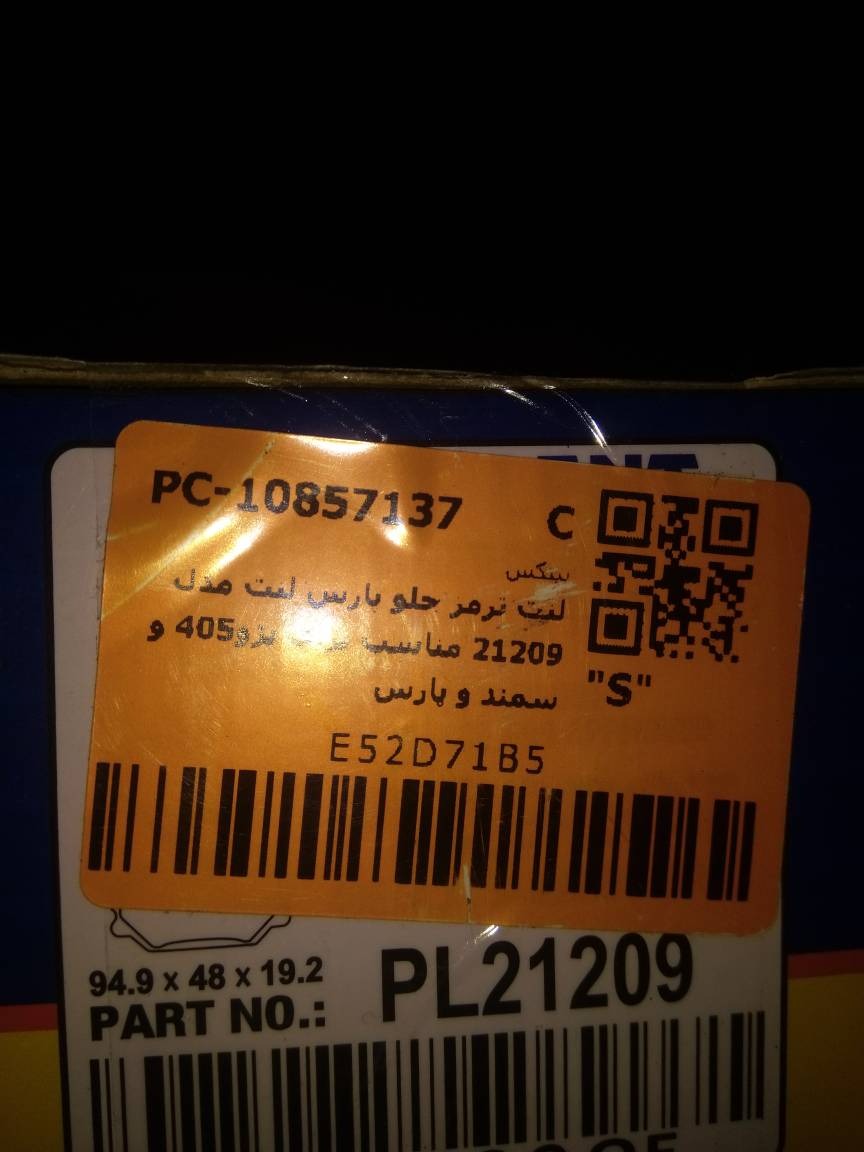 PC-10857137
C
لنت ترمز جلو پارس لنت مدل
21209 مناسب برای پژو405 و
سمند و پارس
"S"
E52D71B5
94.9 x 48 x 19.2
PART NO.:
PL21209